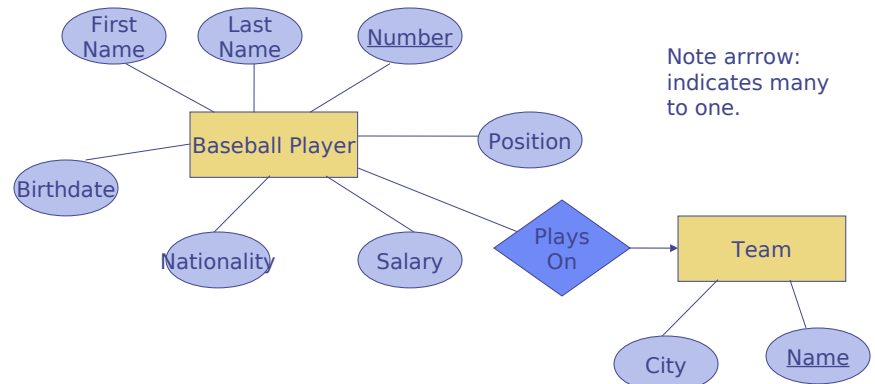 First
Name
Last
Name
Number
Note arrrow:
indicates many
to one.
Baseball Player
Position
Birthdate
Nationality
Salary
Plays
On
Team
City
Name